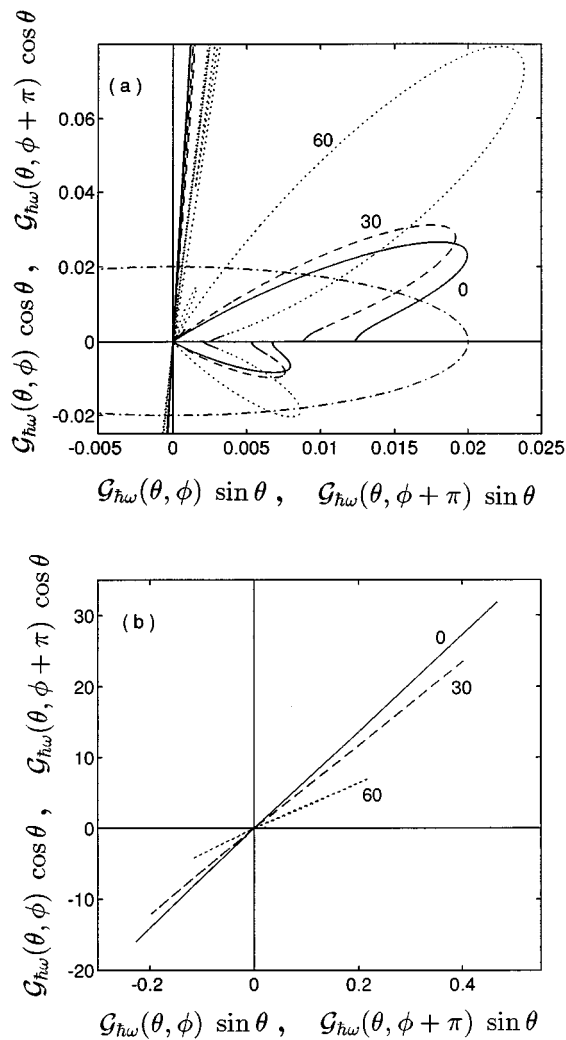 𝒢ℏω(θ, ϕ) cos θ , 𝒢ℏω(θ, ϕ + π) cos θ
(a)
0.06
0.04
0.02
0
-0.02
60
30
0
-0.005 0 0.005 0.01 0.015 0.02 0.025
𝒢ℏω(θ, ϕ) sin θ , 𝒢ℏω(θ, ϕ + π) sin θ
𝒢ℏω(θ, ϕ) cos θ , 𝒢ℏω(θ, ϕ + π) cos θ
(b)
30
20
10
0
-10
-20
0
30
60
-0.2 0 0.2 0.4
𝒢ℏω(θ, ϕ) sin θ , 𝒢ℏω(θ, ϕ + π) sin θ